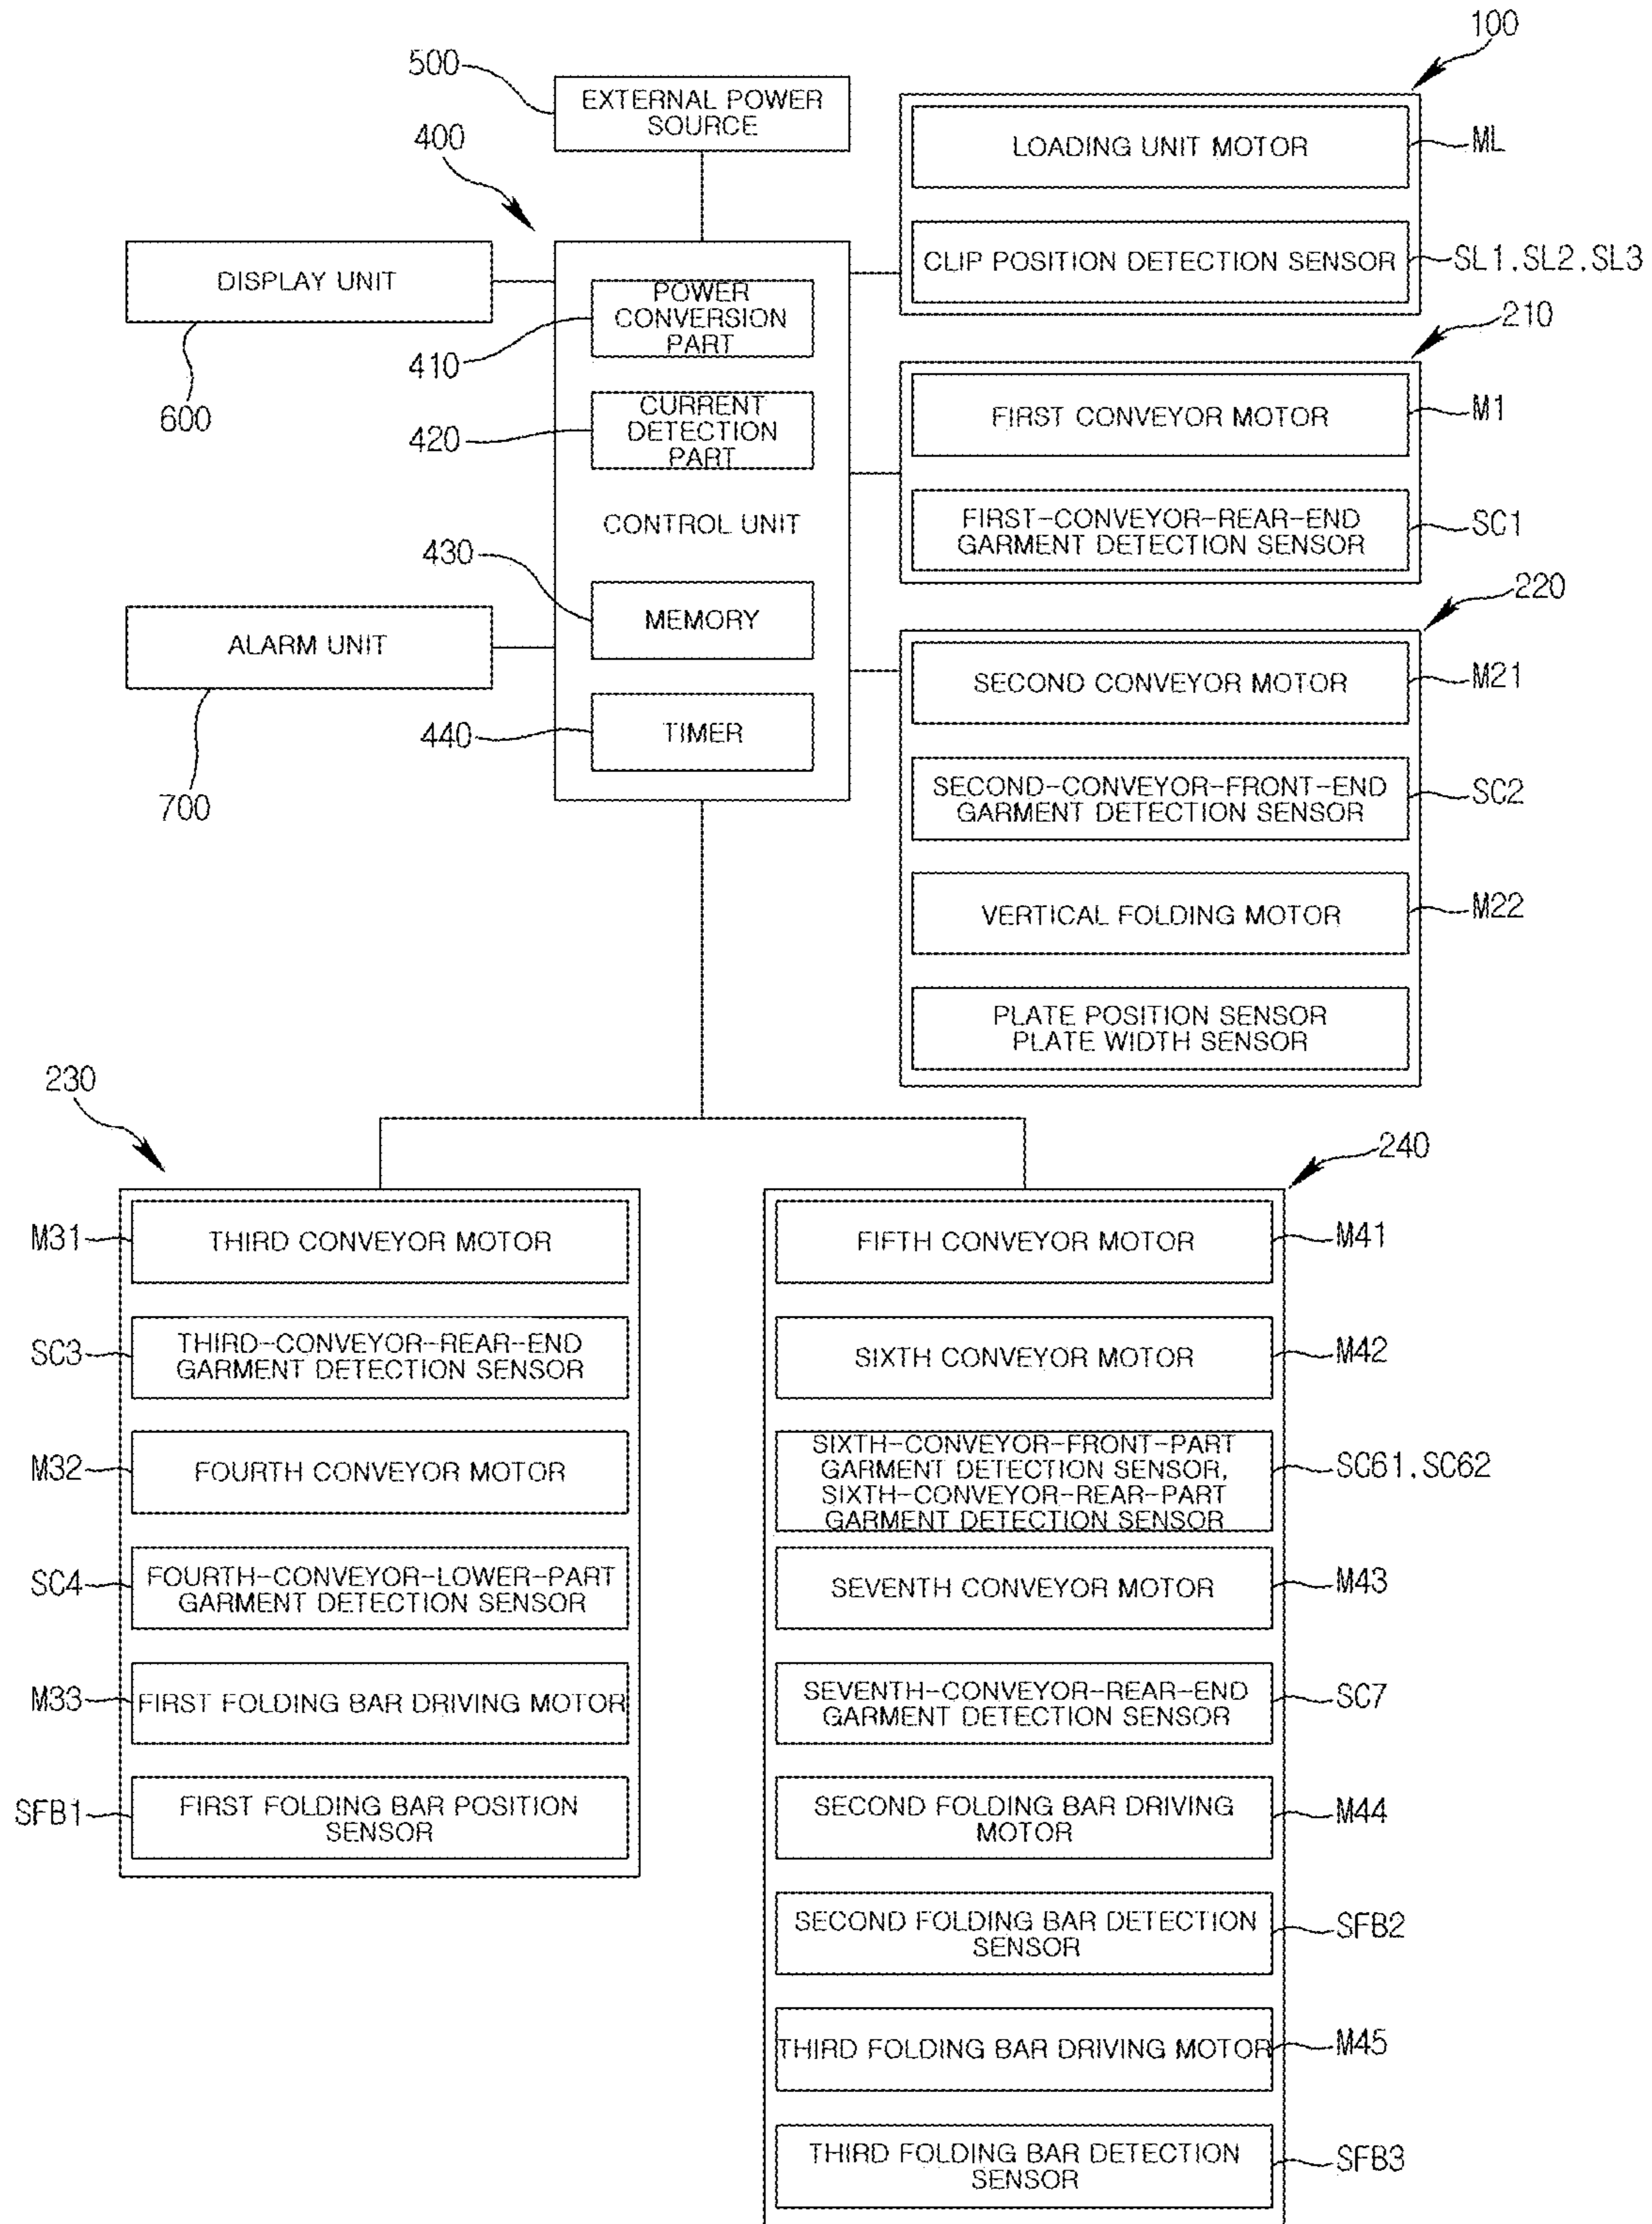 100
500
EXTERNAL POWER
SOURCE
400
LOADING UNIT MOTOR
ML
DISPLAY UNIT
600
CLIP POSITION DETECTION SENSOR
SL1.SL2.SL3
POWER
CONVERSION
PART
410
210
CURRENT
DETECTION
PART
420
FIRST CONVEYOR MOTOR
M1
CONTROL UNIT
FIRST-CONVEYOR-REAR-END
GARMENT DETECTION SENSOR
SC1
430
MEMORY
220
ALARM UNIT
700
SECOND CONVEYOR MOTOR
M21
440
TIMER
SECOND-CONVEYOR-FRONT-END
GARMENT DETECTION SENSOR
SC2
VERTICAL FOLDING MOTOR
M22
PLATE POSITION SENSOR
PLATE WIDTH SENSOR
230
M31
THIRD CONVEYOR MOTOR
SC3
THIRD-CONVEYOR-REAR-END
GARMENT DETECTION SENSOR
M32
FOURTH CONVEYOR MOTOR
SC4
FOURTH-CONVEYOR-LOWER-PART
GARMENT DETECTION SENSOR
M33
FIRST FOLDING BAR DRIVING MOTOR
SFB1
FIRST FOLDING BAR POSITION
SENSOR
240
FIFTH CONVEYOR MOTOR
M41
SIXTH CONVEYOR MOTOR
M42
SIXTH-CONVEYOR-FRONT-PART
GARMENT DETECTION SENSOR,
SIXTH-CONVEYOR-REAR-PART
GARMENT DETECTION SENSOR
SC61.SC62
SEVENTH CONVEYOR MOTOR
M43
SEVENTH-CONVEYOR-REAR-END
GARMENT DETECTION SENSOR
SC7
SECOND FOLDING BAR DRIVING
MOTOR
M44
SECOND FOLDING BAR DETECTION
SENSOR
SFB2
THIRD FOLDING BAR DRIVING MOTOR
M45
THIRD FOLDING BAR DETECTION
SENSOR
SFB3